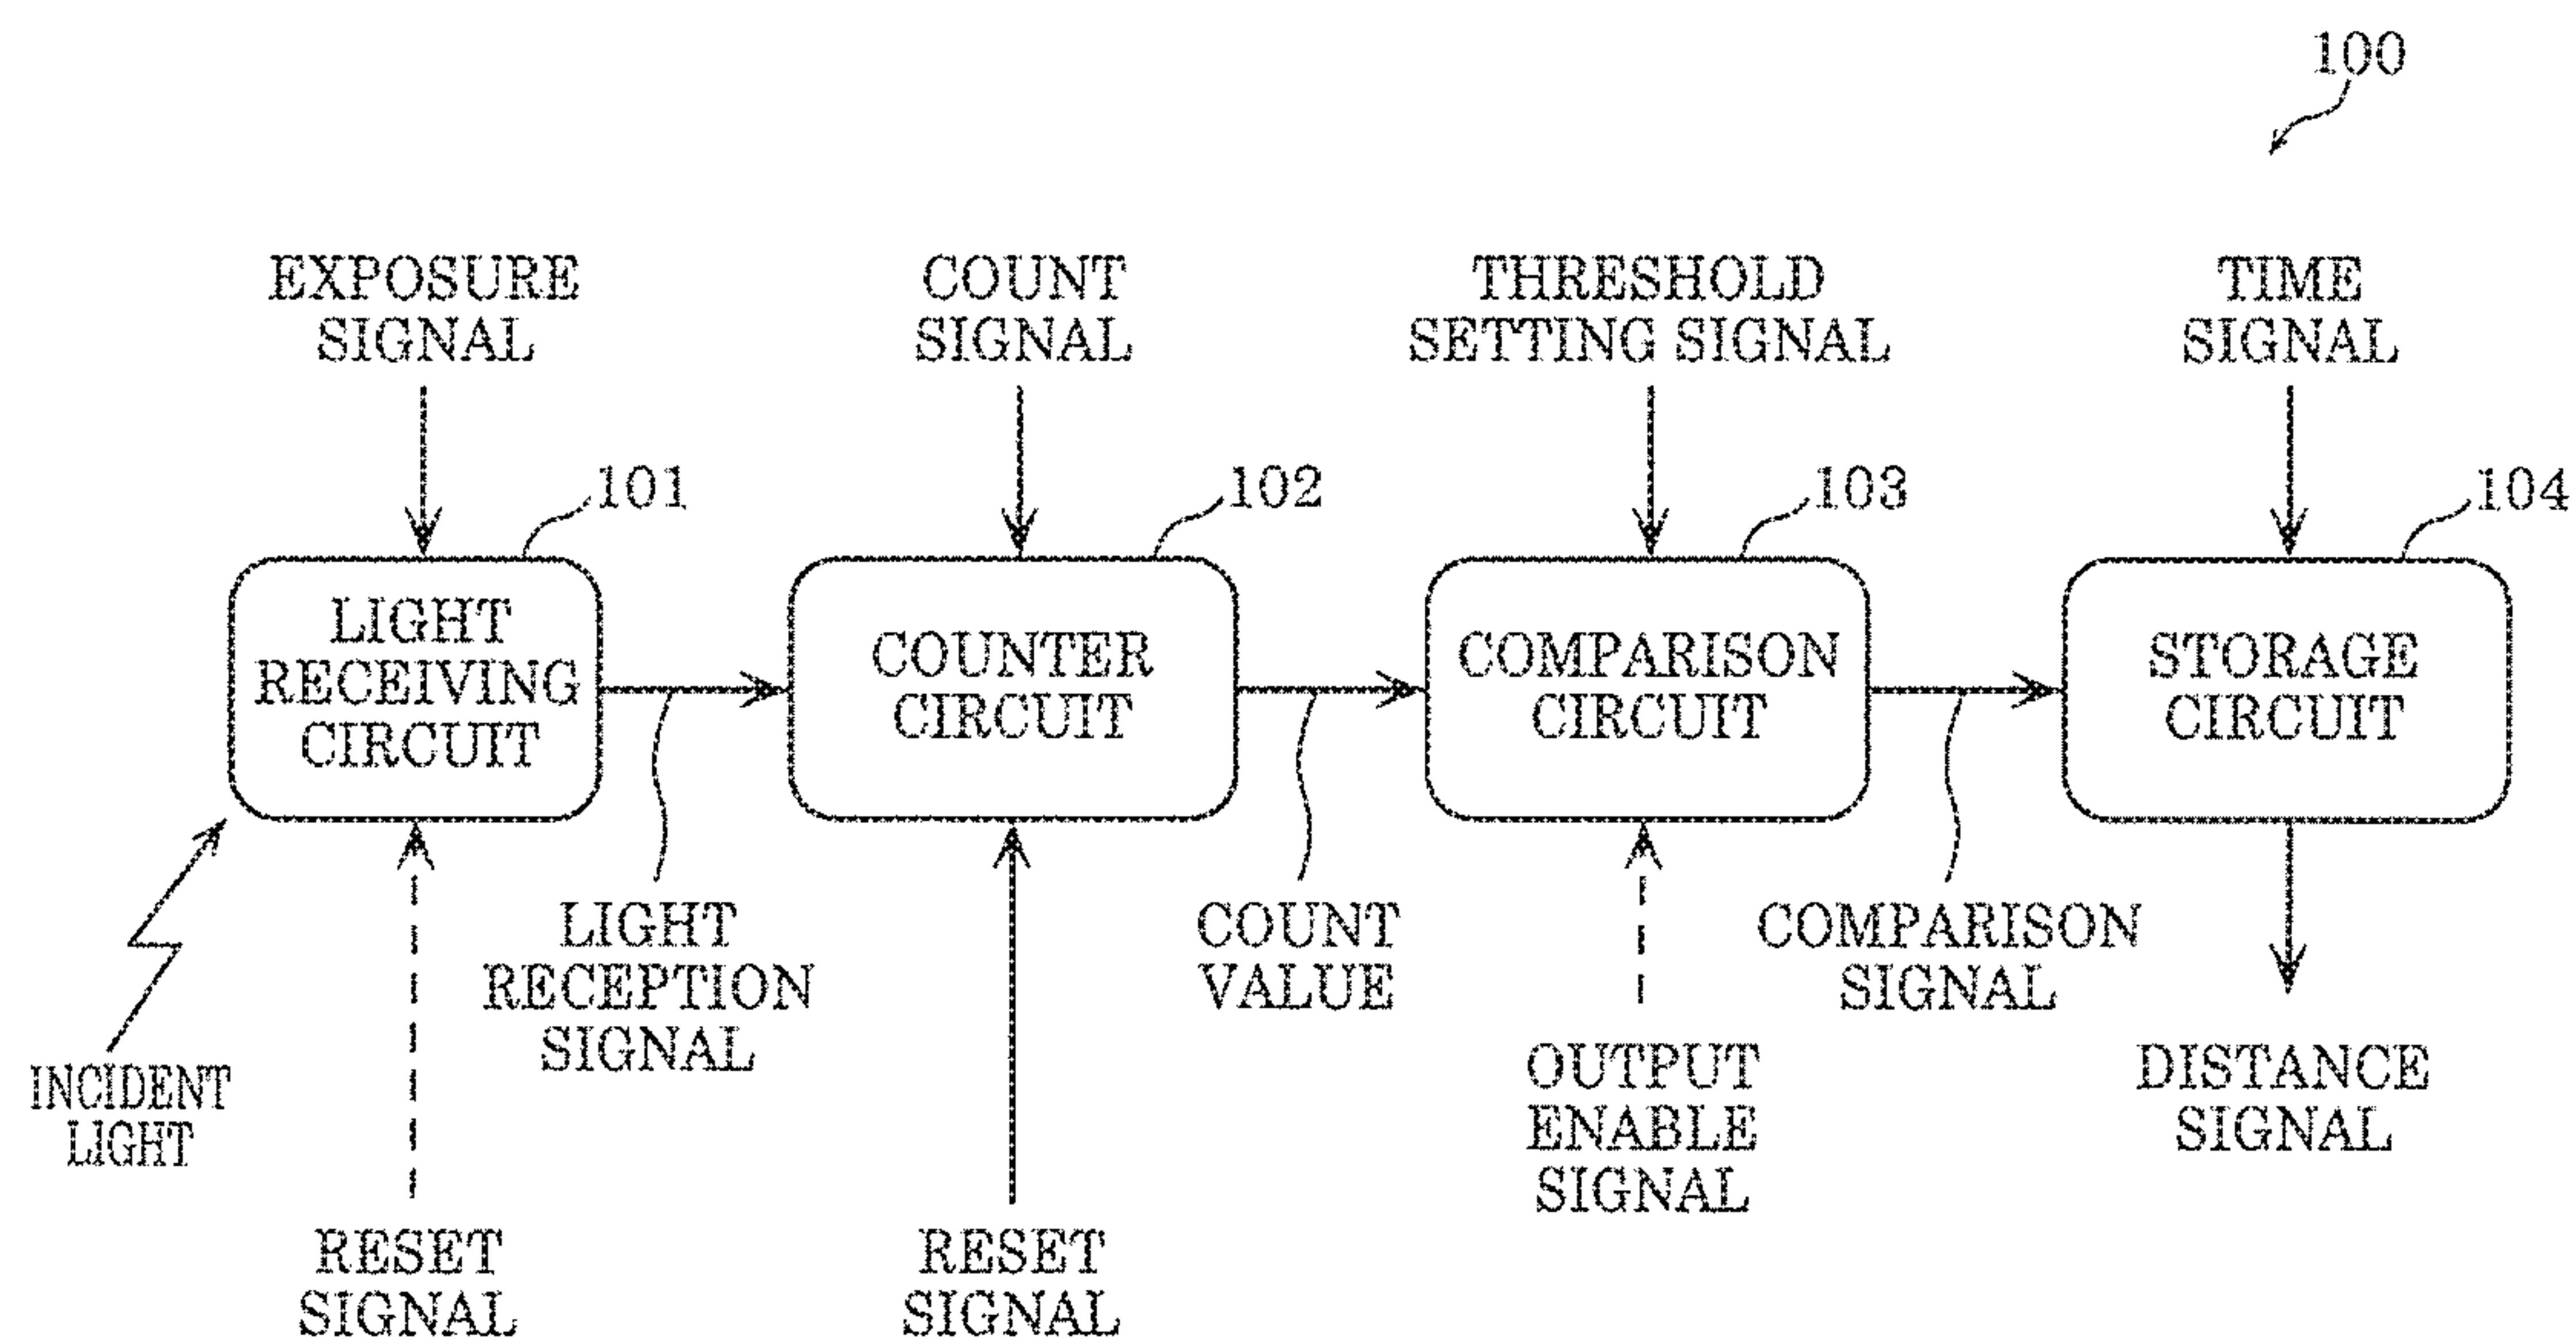 100
EXPOSURE
SIGNAL
COUNT
SIGNAL
THRESHOLD
SETTING SIGNAL
TIME
SIGNAL
101
102
103
104
LIGHT
RECEIVING
CIRCUIT
COUNTER
CIRCUIT
COMPARISON
CIRCUIT
STORAGE
CIRCUIT
LIGHT
RECEPTION
SIGNAL
COUNT
VALUE
COMPARISON
SIGNAL
INCIDENT
LIGHT
OUTPUT
ENABLE
SIGNAL
DISTANCE
SIGNAL
RESET
SIGNAL
RESET
SIGNAL